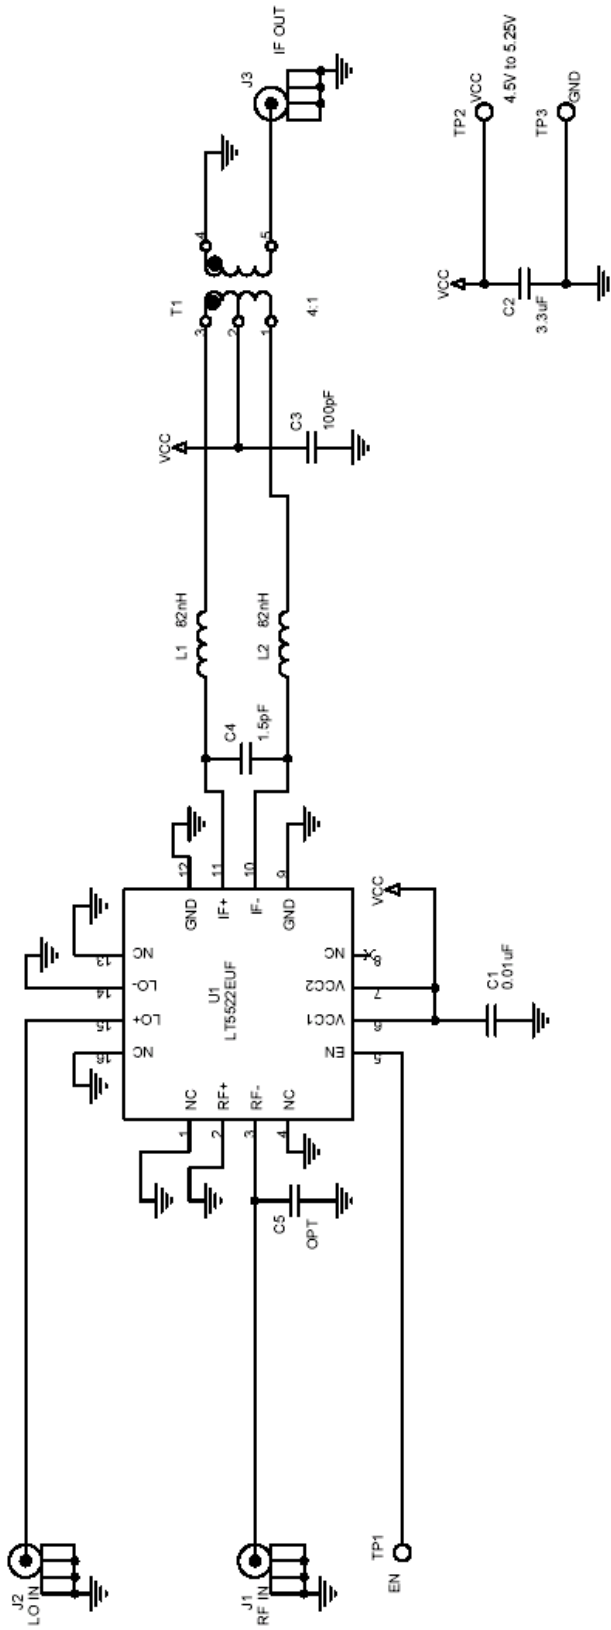 J2
LO IN
J1
RF IN
TP1
EN
U1
LT5522EUF
NC
RF+
RF-
NC
1
2
3
4
NC
LO+
LO-
NC
16
15
14
13
EN
VCC1
VCC2
NC
5
6
7
8
GND
IF+
IF-
GND
12
11
10
9
C5
OPT
C1
0.01uF
VCC
C4
1.5pF
L1 82nH
L2 82nH
VCC
C3
100pF
T1
4:1
3
2
1
4
5
J3
IF OUT
VCC
C2
3.3uF
TP2
VCC
4.5V to 5.25V
TP3
GND